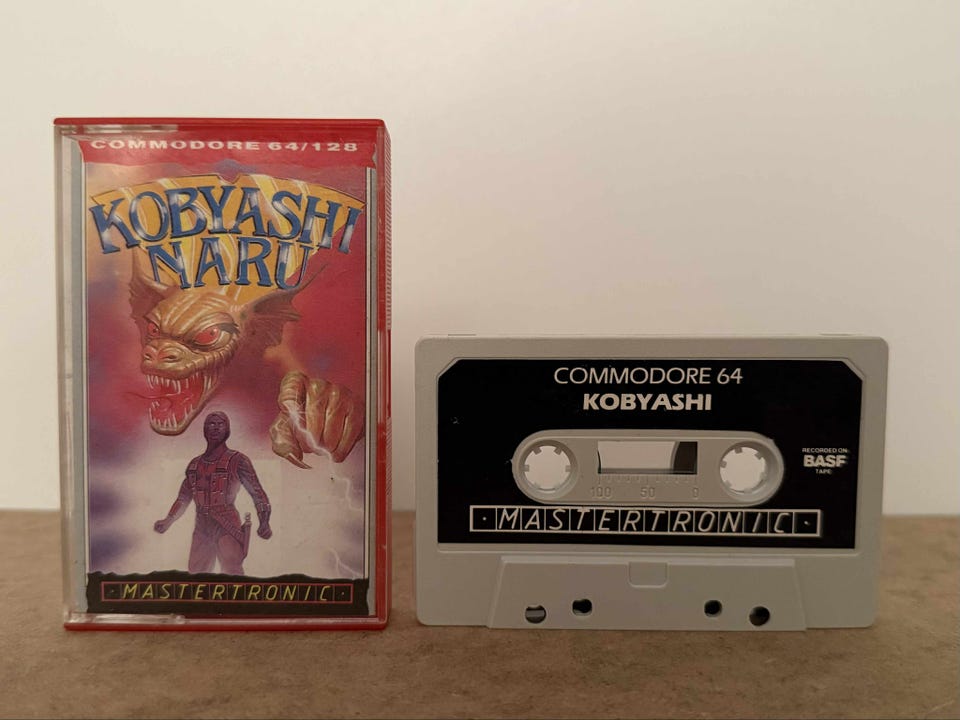 COMMODORE 64/128
KOBYASHI
NARU
· MASTERTRONIC ·
COMMODORE 64
KOBYASHI
RECORDED ON
BASF
TAPE
100 50 0
· MASTERTRONIC ·